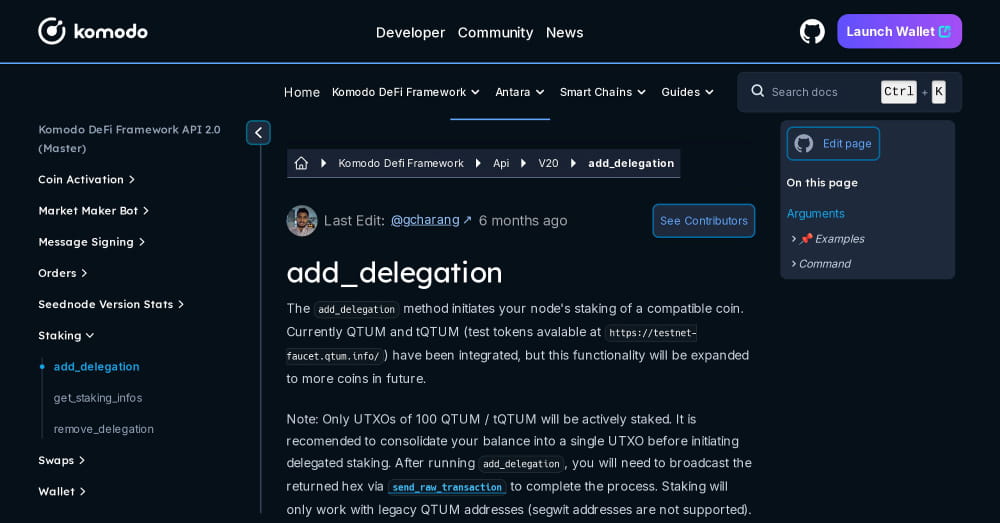 komodo
Developer Community News
Launch Wallet
Home Komodo DeFi Framework Antara Smart Chains Guides
Search docs Ctrl + K
Komodo DeFi Framework API 2.0
(Master)
Coin Activation
Market Maker Bot
Message Signing
Orders
Seednode Version Stats
Staking
add_delegation
get_staking_infos
remove_delegation
Swaps
Wallet
Komodo Defi Framework Api V20 add_delegation
Last Edit: @gcharang ↗ 6 months ago
See Contributors
add_delegation
The add_delegation method initiates your node's staking of a compatible coin.
Currently QTUM and tQTUM (test tokens avalable at https://testnet-
faucet.qtum.info/ ) have been integrated, but this functionality will be expanded
to more coins in future.
Note: Only UTXOs of 100 QTUM / tQTUM will be actively staked. It is
recomended to consolidate your balance into a single UTXO before initiating
delegated staking. After running add_delegation, you will need to broadcast the
returned hex via send_raw_transaction to complete the process. Staking will
only work with legacy QTUM addresses (segwit addresses are not supported).
Edit page
On this page
Arguments
📌 Examples
Command